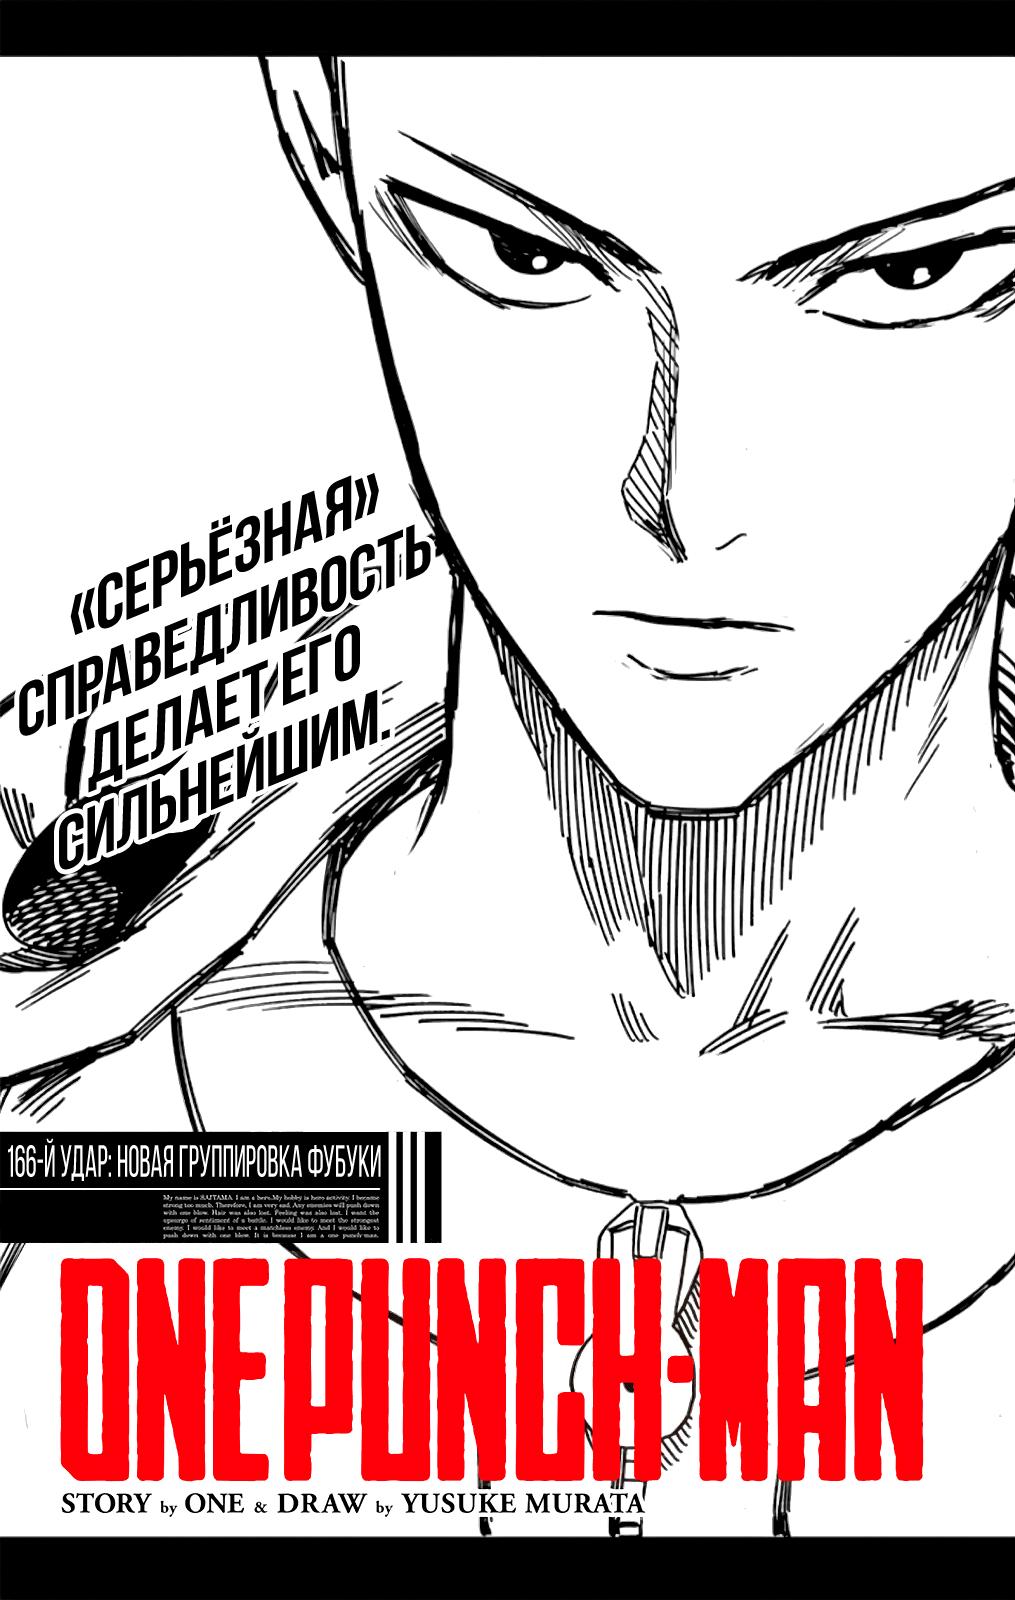 «СЕРЬЁЗНАЯ»
СПРАВЕДЛИВОСТЬ
ДЕЛАЕТ ЕГО
СИЛЬНЕЙШИМ.
166-Й УДАР: НОВАЯ ГРУППИРОВКА ФУБУКИ
My name is SAITAMA. I am a hero.My hobby is hero activity. I became
strong too much. Therefore, I am very sad. Any enemies will push down
with one blow. Hair was also lost. Feeling was also lost. I want the
upsurge of sentiment of a battle. I would like to meet the strongest
enemy. I would like to meet a matchless enemy. And I would like to
push down with one blow. It is because I am a one punch-man.
ONE PUNCH-MAN
STORY by ONE & DRAW by YUSUKE MURATA